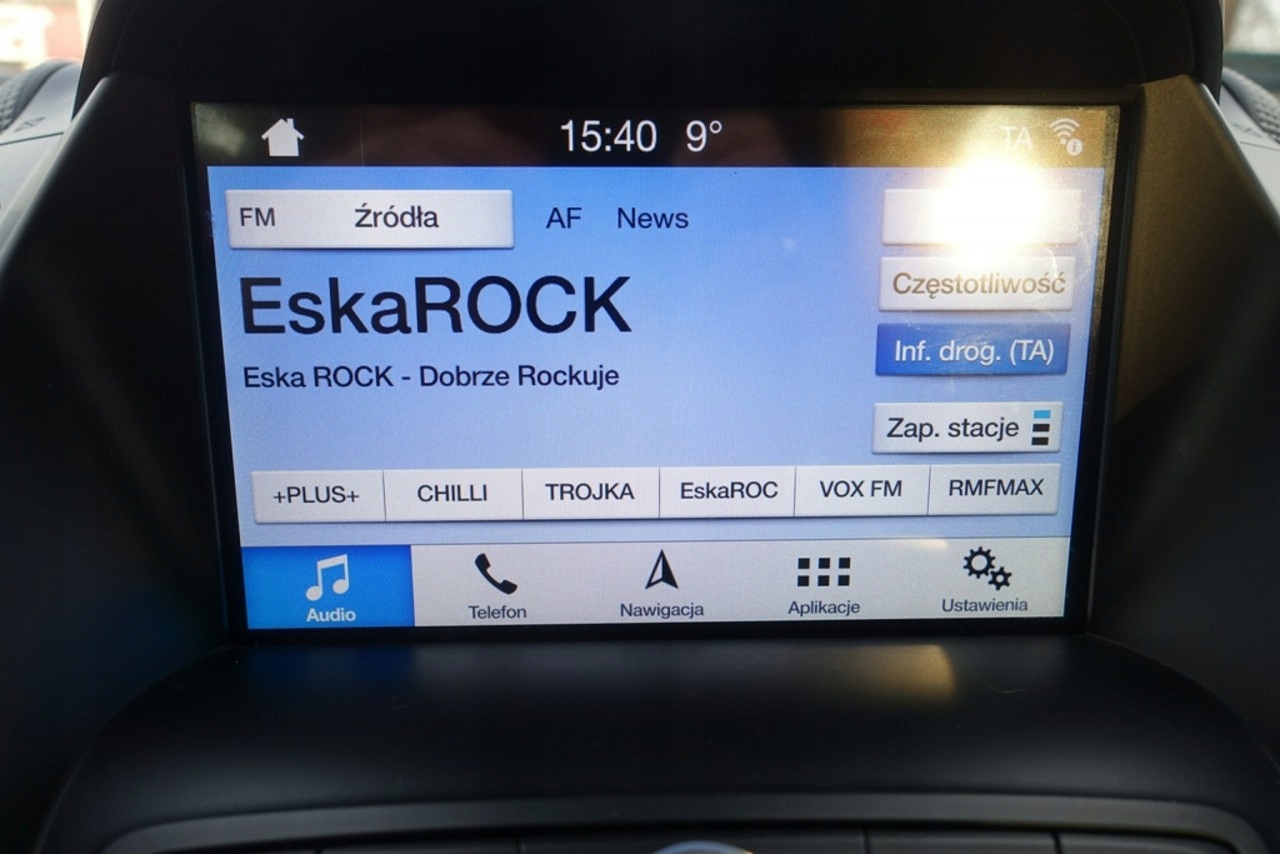 15:40 9° TA
FM Źródła AF News
Częstotliwość
EskaROCK
Inf. drog. (TA)
Eska ROCK - Dobrze Rockuje
Zap. stacje
+PLUS+ CHILLI TROJKA EskaROC VOX FM RMFMAX
Audio Telefon Nawigacja Aplikacje Ustawienia